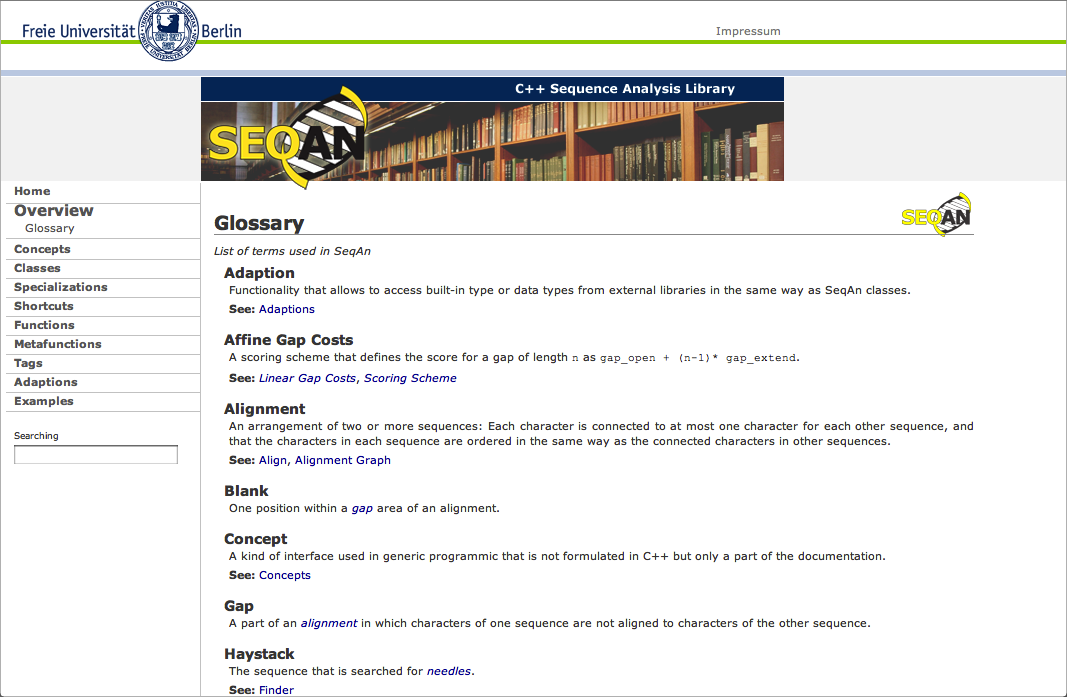 Freie Universität Berlin
VERITAS JUSTITIA LIBERTAS
FREIE UNIVERSITÄT BERLIN
Impressum
C++ Sequence Analysis Library
SEQAN
Home
Overview
Glossary
Concepts
Classes
Specializations
Shortcuts
Functions
Metafunctions
Tags
Adaptions
Examples
Searching
SEQAN
Glossary
List of terms used in SeqAn
Adaption
Functionality that allows to access built-in type or data types from external libraries in the same way as SeqAn classes.
See: Adaptions
Affine Gap Costs
A scoring scheme that defines the score for a gap of length n as gap_open + (n-1)* gap_extend.
See: Linear Gap Costs, Scoring Scheme
Alignment
An arrangement of two or more sequences: Each character is connected to at most one character for each other sequence, and
that the characters in each sequence are ordered in the same way as the connected characters in other sequences.
See: Align, Alignment Graph
Blank
One position within a gap area of an alignment.
Concept
A kind of interface used in generic programmic that is not formulated in C++ but only a part of the documentation.
See: Concepts
Gap
A part of an alignment in which characters of one sequence are not aligned to characters of the other sequence.
Haystack
The sequence that is searched for needles.
See: Finder